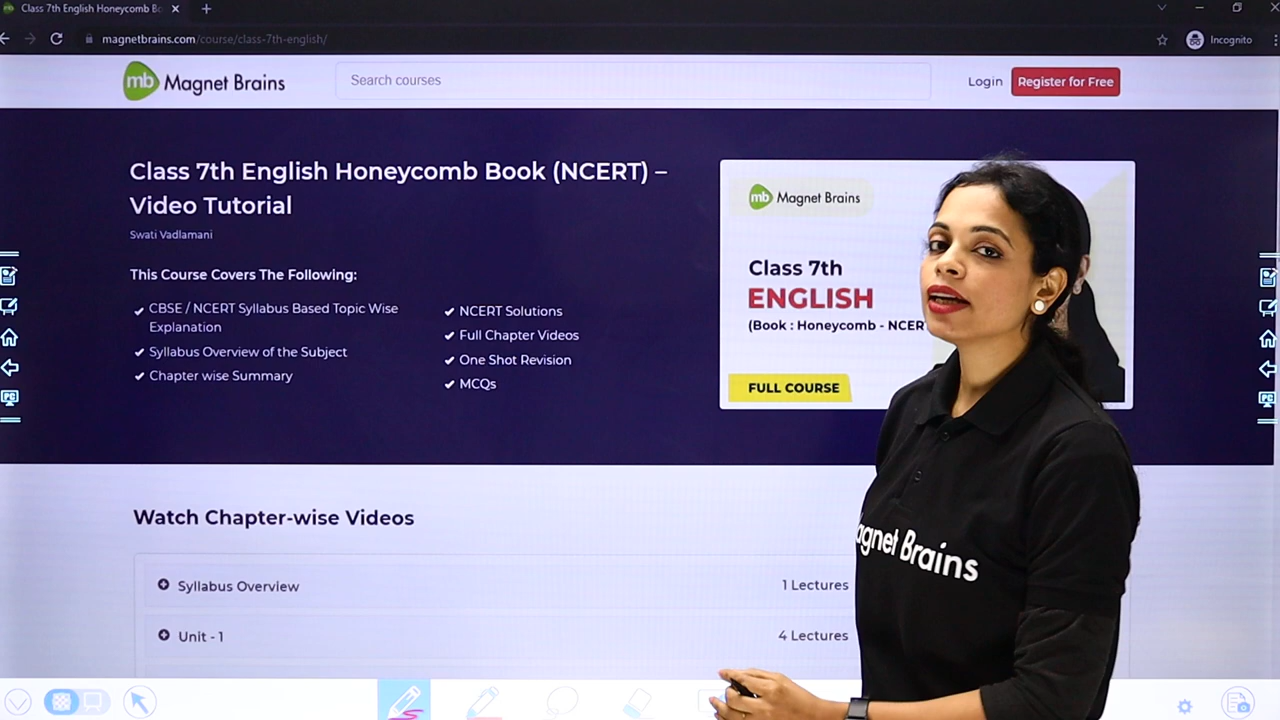 Class 7th English Honeycomb Bo
magnetbrains.com/course/class-7th-english/
Incognito
mb Magnet Brains
Search courses
Login
Register for Free
Class 7th English Honeycomb Book (NCERT) –
Video Tutorial
Swati Vadlamani
This Course Covers The Following:
CBSE / NCERT Syllabus Based Topic Wise
Explanation
Syllabus Overview of the Subject
Chapter wise Summary
NCERT Solutions
Full Chapter Videos
One Shot Revision
MCQs
mb Magnet Brains
Class 7th
ENGLISH
(Book : Honeycomb - NCER
FULL COURSE
agnet Brains
Watch Chapter-wise Videos
Syllabus Overview
1 Lectures
Unit - 1
4 Lectures
PC
PC